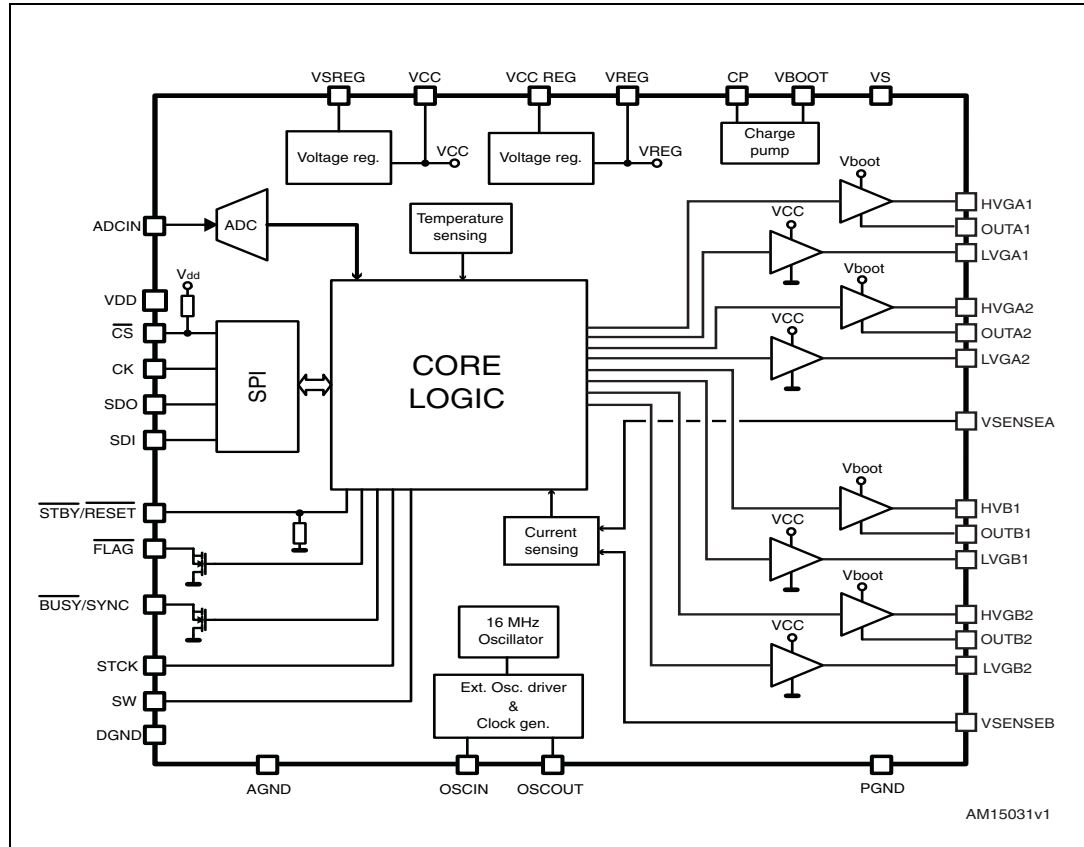 VSREG
VCC
VCC REG
VREG
CP
VBOOT
VS
Voltage reg.
VCC
Voltage reg.
VREG
Charge
pump
ADCIN
ADC
Temperature
sensing
Vboot
HVGA1
OUTA1
VCC
LVGA1
Vdd
VDD
CS
CK
SDO
SDI
SPI
CORE
LOGIC
Vboot
HVGA2
OUTA2
VCC
LVGA2
VSENSEA
STBY/RESET
FLAG
BUSY/SYNC
STCK
SW
DGND
Current
sensing
Vboot
HVB1
OUTB1
VCC
LVGB1
Vboot
HVGB2
OUTB2
VCC
LVGB2
VSENSEB
16 MHz
Oscillator
Ext. Osc. driver
&
Clock gen.
AGND
OSCIN
OSCOUT
PGND
AM15031v1